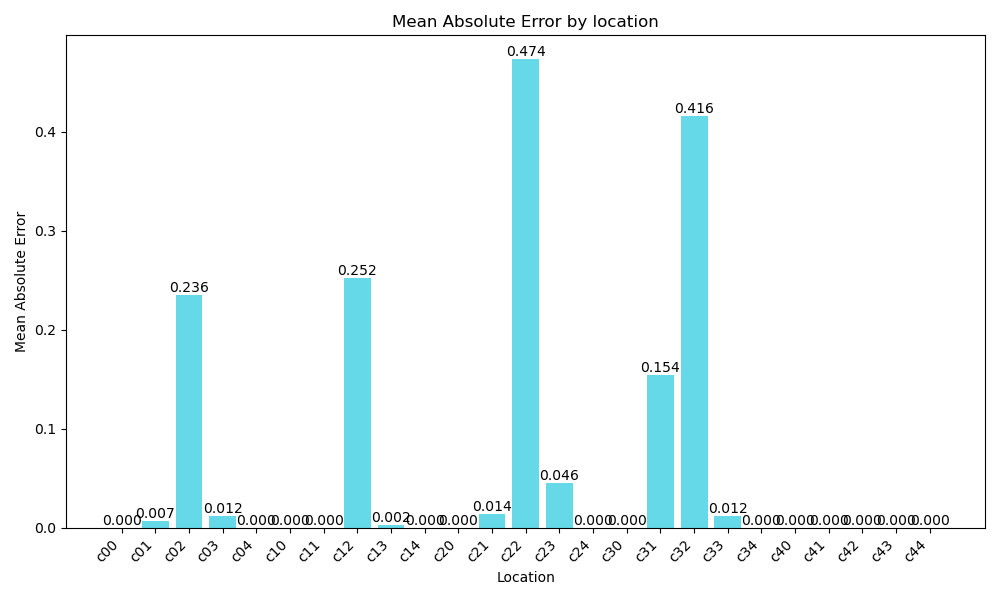 Mean Absolute Error by location
Mean Absolute Error
0.4
0.3
0.2
0.1
0.0
0.000
0.007
0.236
0.012
0.000
0.000
0.000
0.252
0.002
0.000
0.000
0.014
0.474
0.046
0.000
0.000
0.154
0.416
0.012
0.000
0.000
0.000
0.000
0.000
0.000
c00
c01
c02
c03
c04
c10
c11
c12
c13
c14
c20
c21
c22
c23
c24
c30
c31
c32
c33
c34
c40
c41
c42
c43
c44
Location